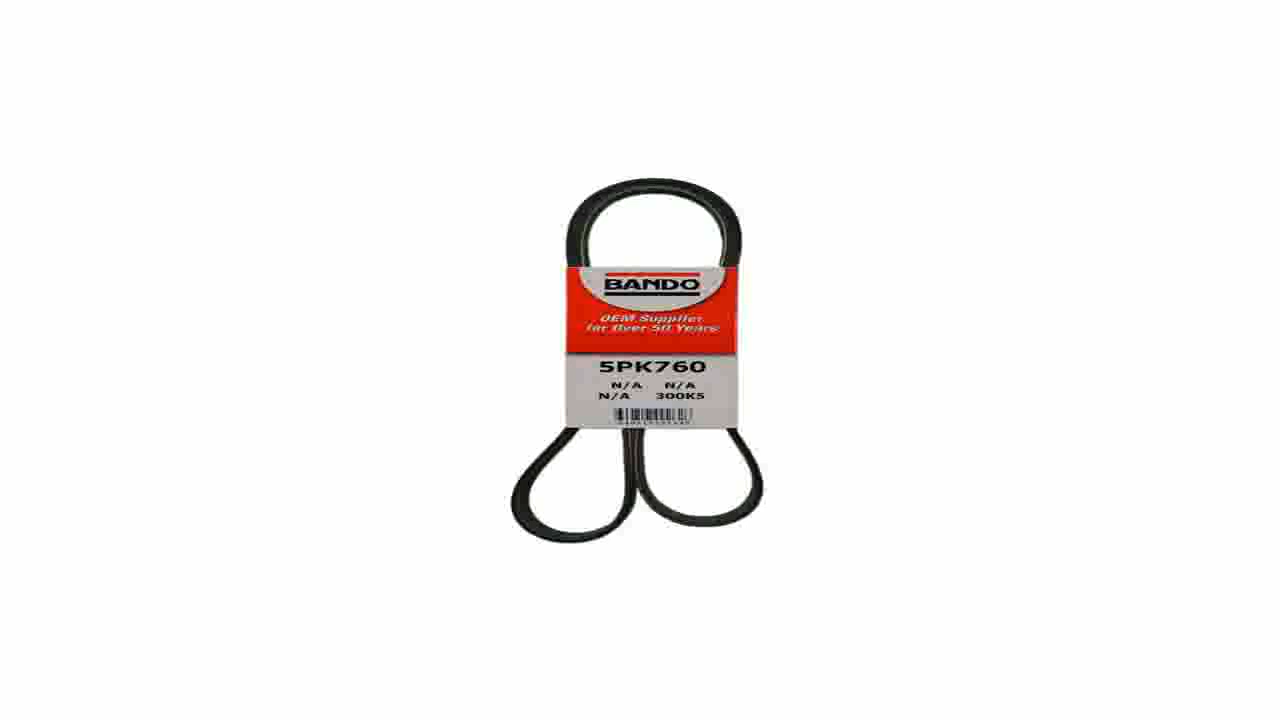 BANDO
OEM Supplier
for Over 50 Years
5PK760
N/A N/A
N/A 300K5